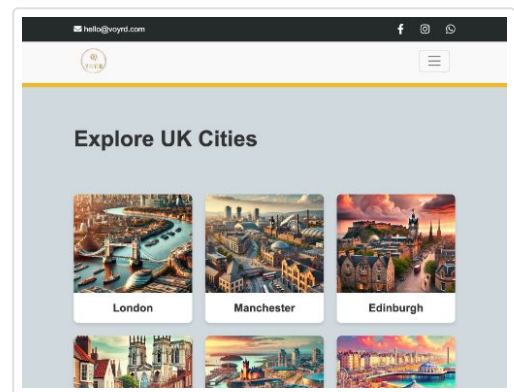 hello@voyrd.com
Explore UK Cities
London
Manchester
Edinburgh